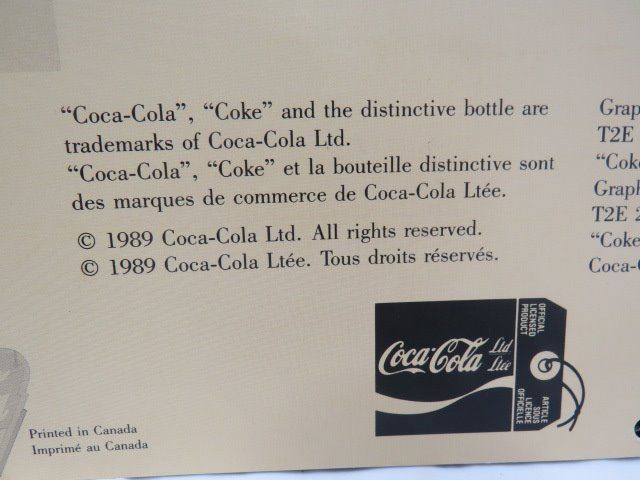 “Coca-Cola”, “Coke” and the distinctive bottle are
trademarks of Coca-Cola Ltd.
“Coca-Cola”, “Coke” et la bouteille distinctive sont
des marques de commerce de Coca-Cola Ltée.
© 1989 Coca-Cola Ltd. All rights reserved.
© 1989 Coca-Cola Ltée. Tous droits réservés.
T2E
T2E
Coca-Cola Ltd.
Ltée
OFFICIAL
LICENSED
PRODUCT
ARTICLE
SOUS
LICENCE
OFFICIELLE
Printed in Canada
Imprimé au Canada